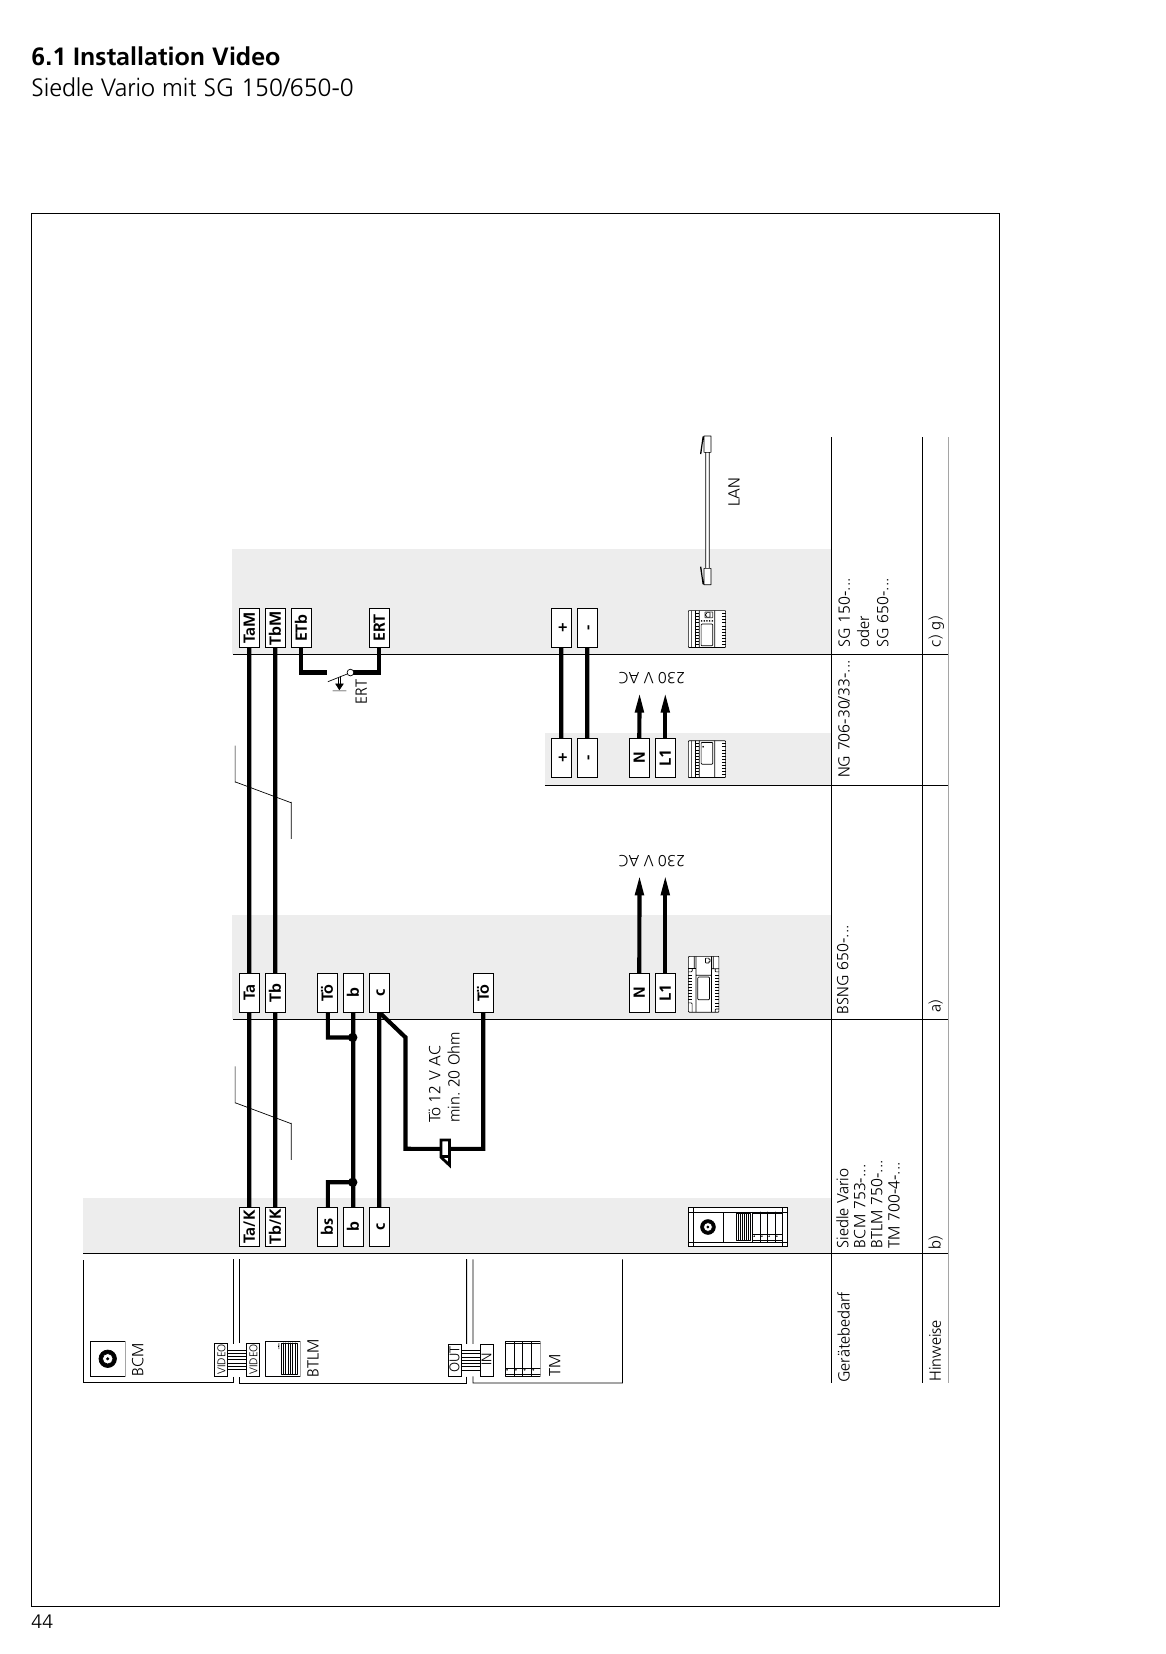 6.1 Installation Video
Siedle Vario mit SG 150/650-0
BCM
VIDEO
VIDEO
BTLM
OUT
IN
TM
Gerätebedarf
Hinweise
Ta/K
Tb/K
bs
b
c
Siedle Vario
BCM 753-...
BTLM 750-...
TM 700-4-...
b)
Tö 12 V AC
min. 20 Ohm
Ta
Tb
Tö
b
c
Tö
N
L1
230 V AC
BSNG 650-...
a)
+
-
N
L1
230 V AC
NG 706-30/33-...
ERT
TaM
TbM
ETb
ERT
+
-
SG 150-...
oder
SG 650-...
c) g)
LAN
44